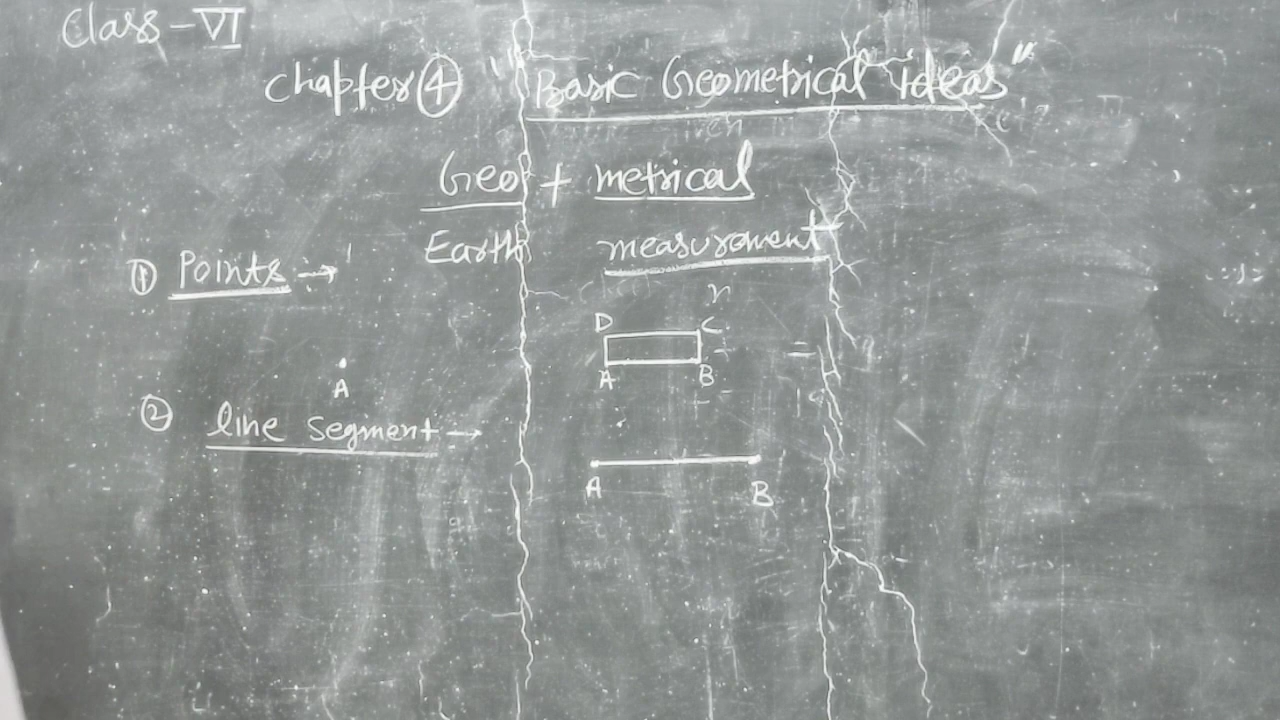 Class - VI
Chapter ④ "Basic Geometrical ideas"
Geo + metrical
Earth measurement
① Points →
D C
A B
A
② line segment →
A B